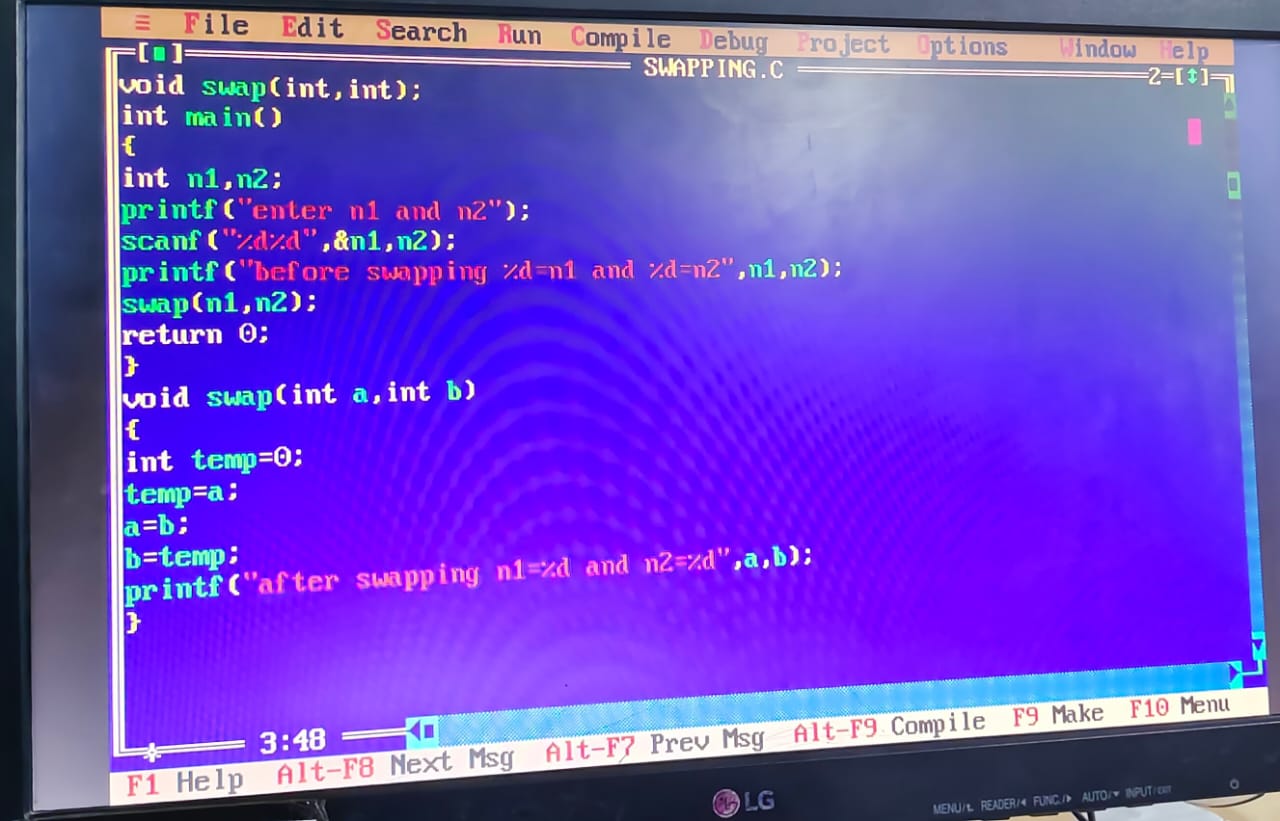 ≡ File Edit Search Run Compile Debug Project Options Window Help
[■] SWAPPING.C 2=[↕]
void swap(int,int);
int main()
{
int n1,n2;
printf("enter n1 and n2");
scanf("%d%d",&n1,n2);
printf("before swapping %d=n1 and %d=n2",n1,n2);
swap(n1,n2);
return 0;
}
void swap(int a,int b)
{
int temp=0;
temp=a;
a=b;
b=temp;
printf("after swapping n1=%d and n2=%d",a,b);
}
3:48
F1 Help Alt-F8 Next Msg Alt-F7 Prev Msg Alt-F9 Compile F9 Make F10 Menu
LG
MENU/ READER/ FUNC./ AUTO/ INPUT/